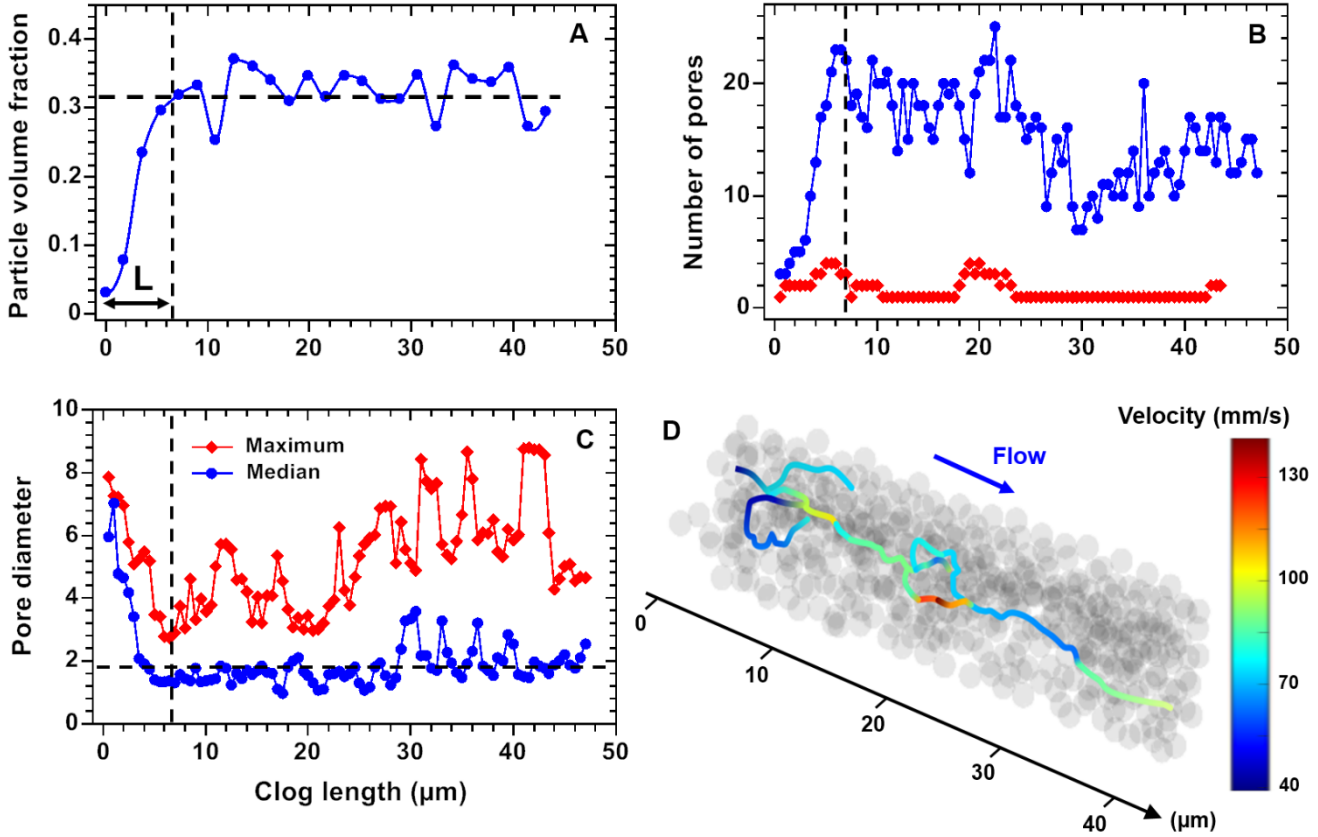 A
Particle volume fraction
0.4
0.3
0.2
0.1
0
L
0 10 20 30 40 50
B
Number of pores
20
10
0
0 10 20 30 40 50
C
Maximum
Median
Pore diameter
10
8
6
4
2
0
0 10 20 30 40 50
Clog length (µm)
D
Flow
Velocity (mm/s)
130
100
70
40
0
10
20
30
40
(µm)